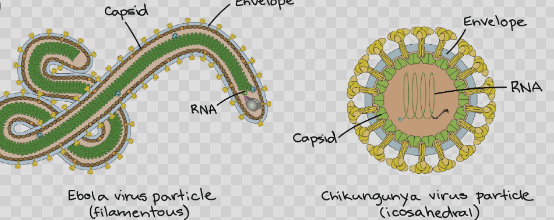 Capsid
Envelope
RNA
Ebola virus particle
(filamentous)
Envelope
RNA
Capsid
Chikungunya virus particle
(icosahedral)